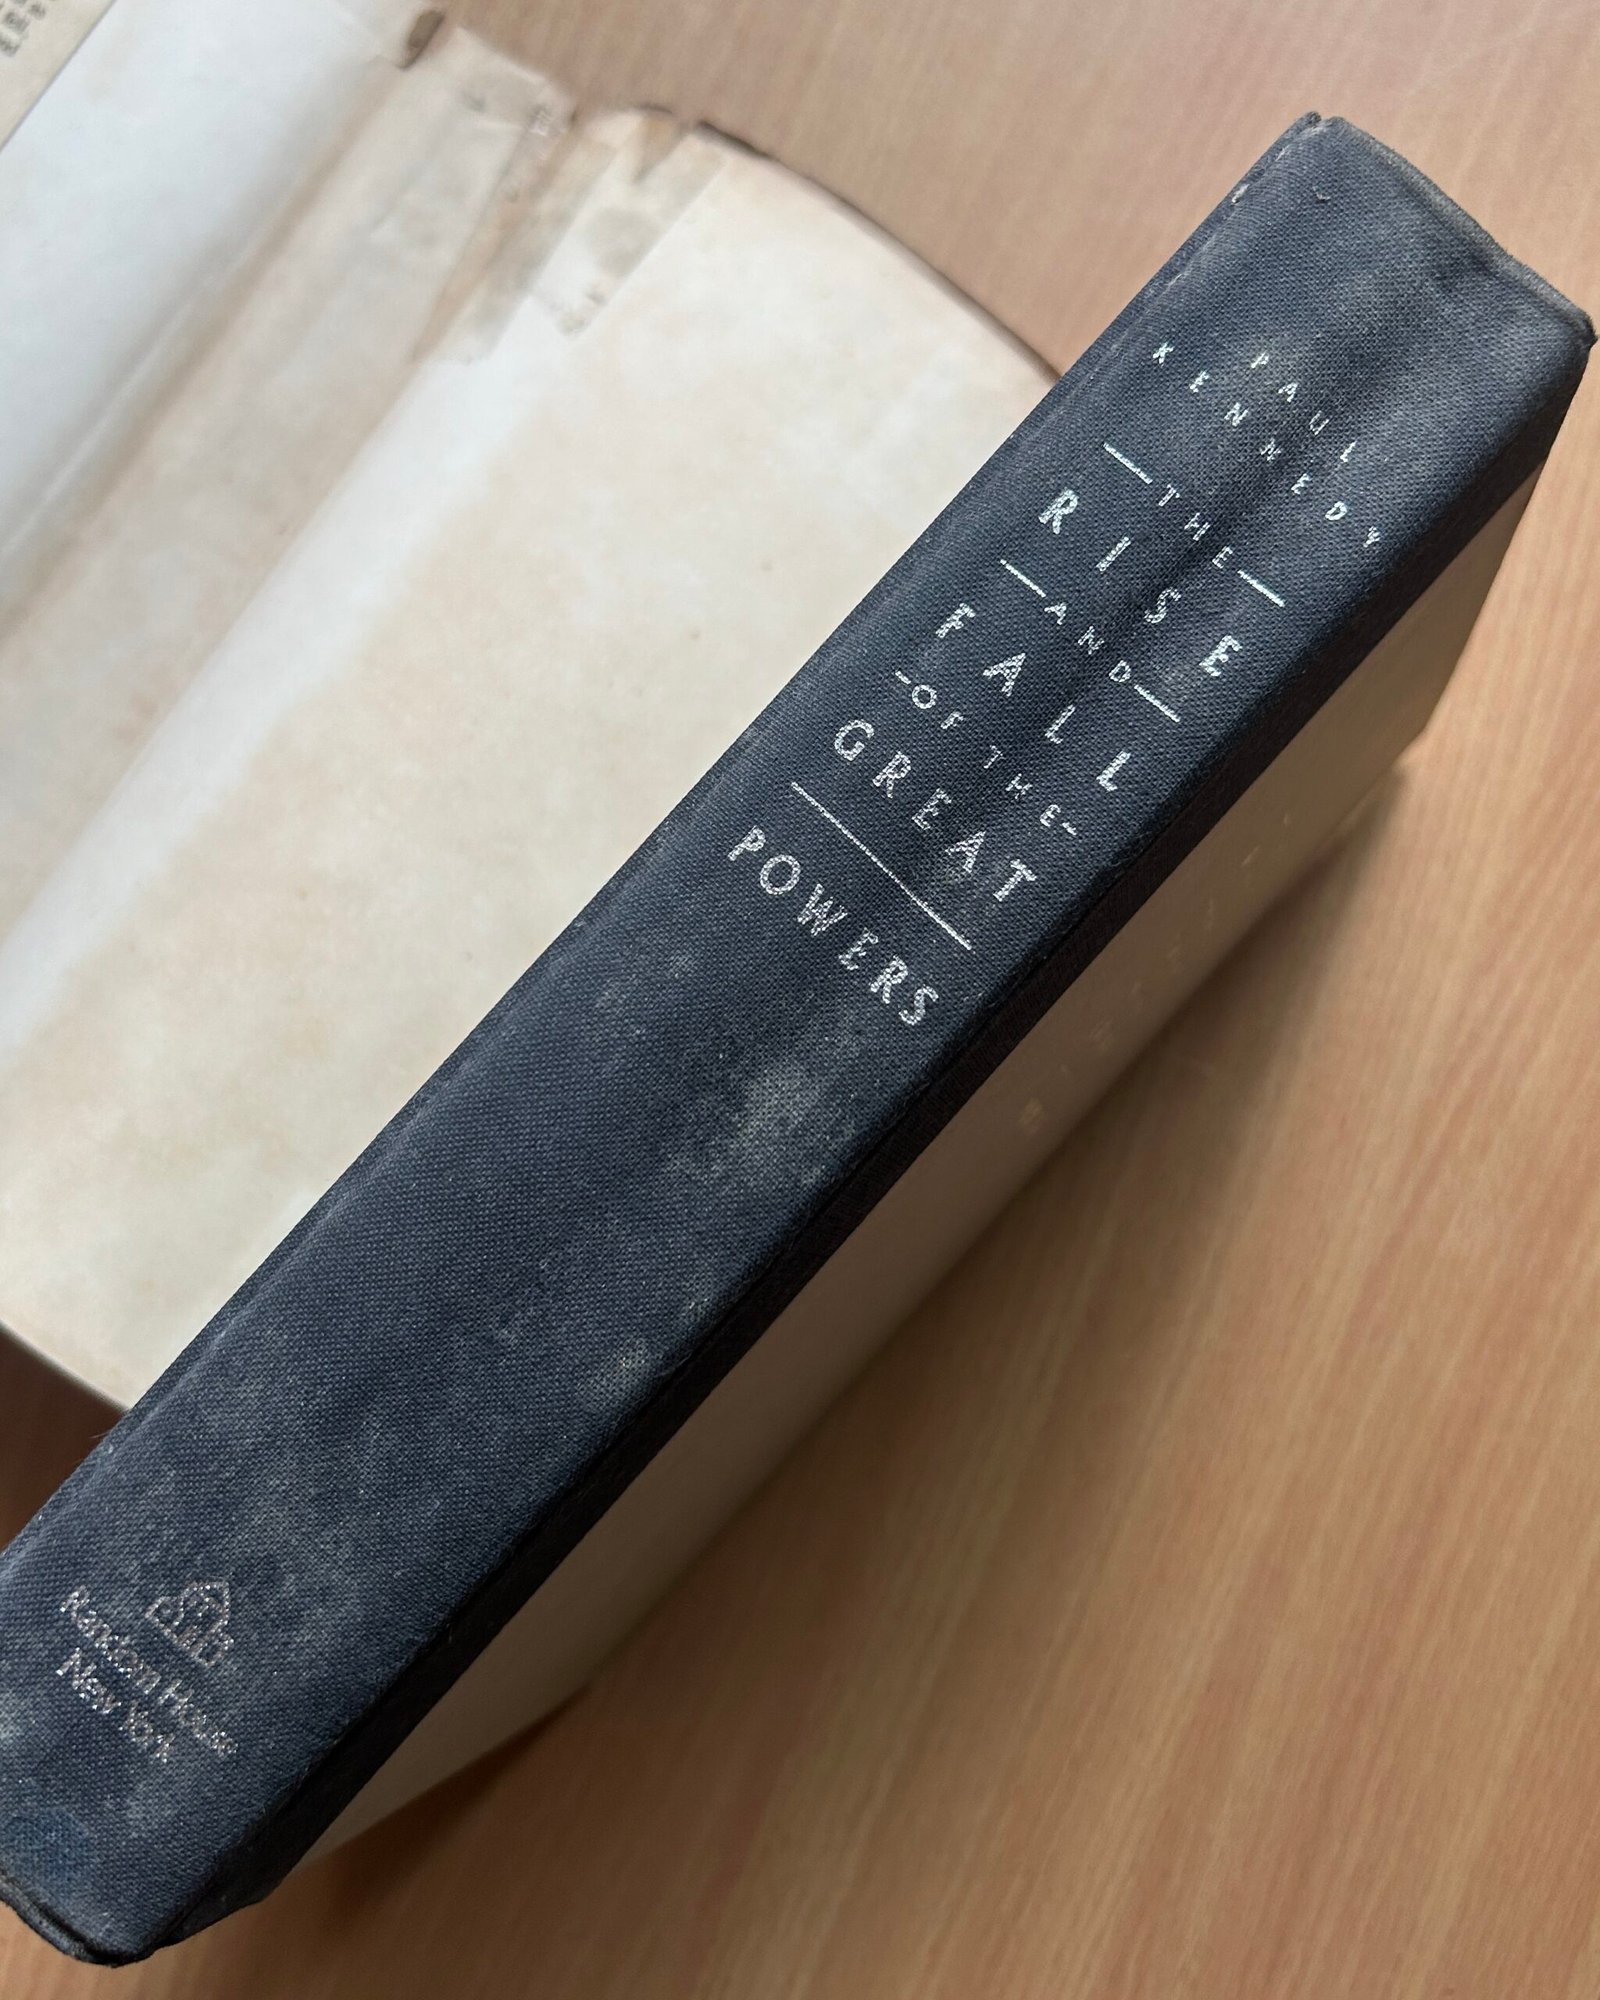 PAUL
KENNEDY
THE
RISE
AND
FALL
OF THE
GREAT
POWERS
Random House
New York